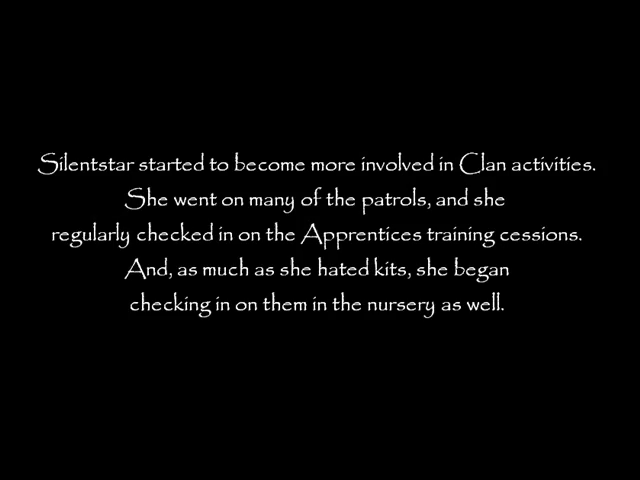 Silentstar started to become more involved in Clan activities.
She went on many of the patrols, and she
regularly checked in on the Apprentices training cessions.
And, as much as she hated kits, she began
checking in on them in the nursery as well.